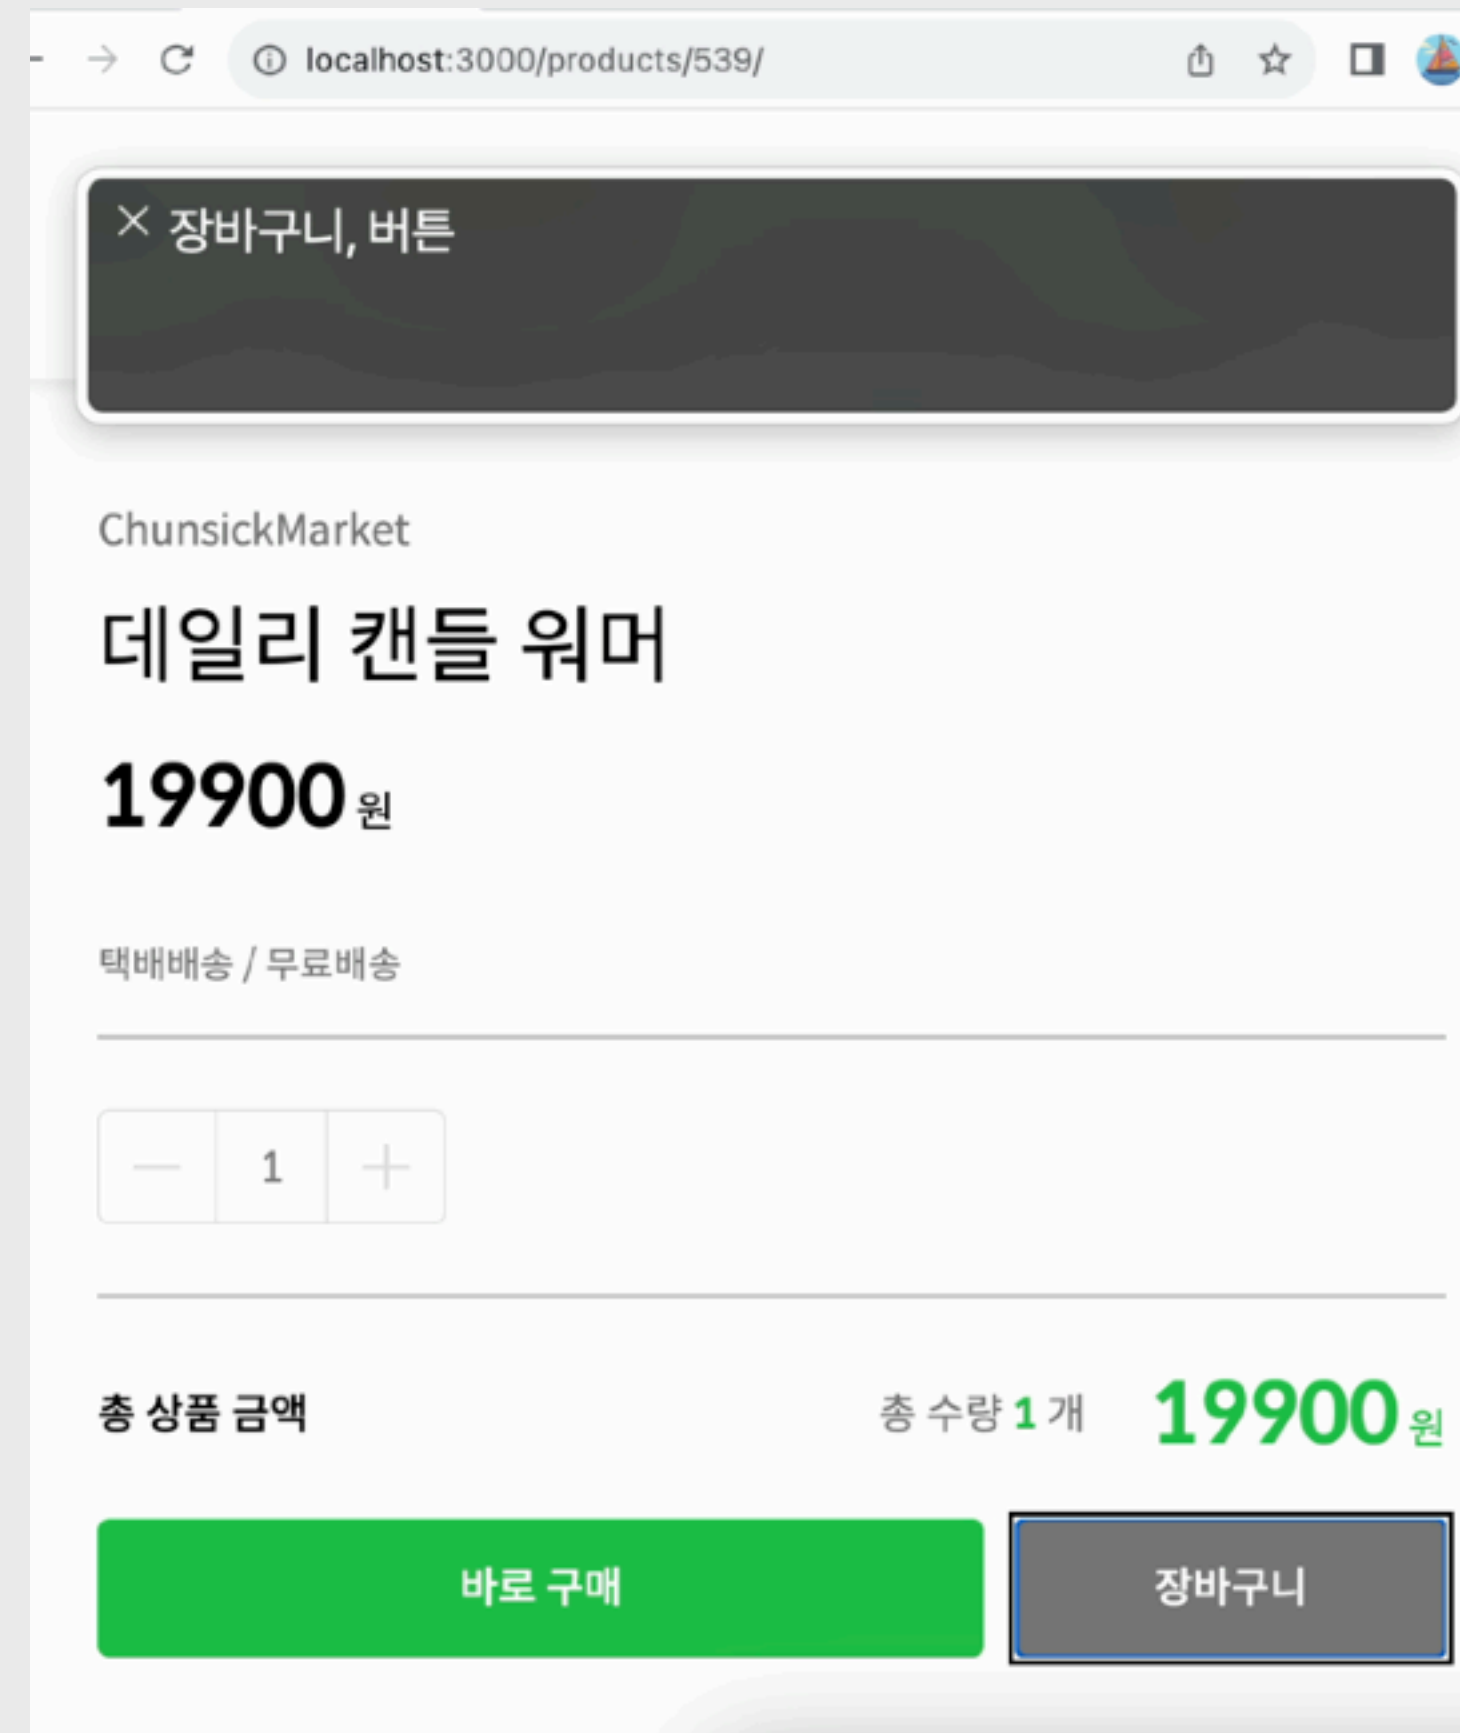 localhost:3000/products/539/
장바구니, 버튼
ChunsickMarket
데일리 캔들 워머
19900 원
택배배송 / 무료배송
1
총 상품 금액 총 수량 1 개 19900 원
바로 구매 장바구니